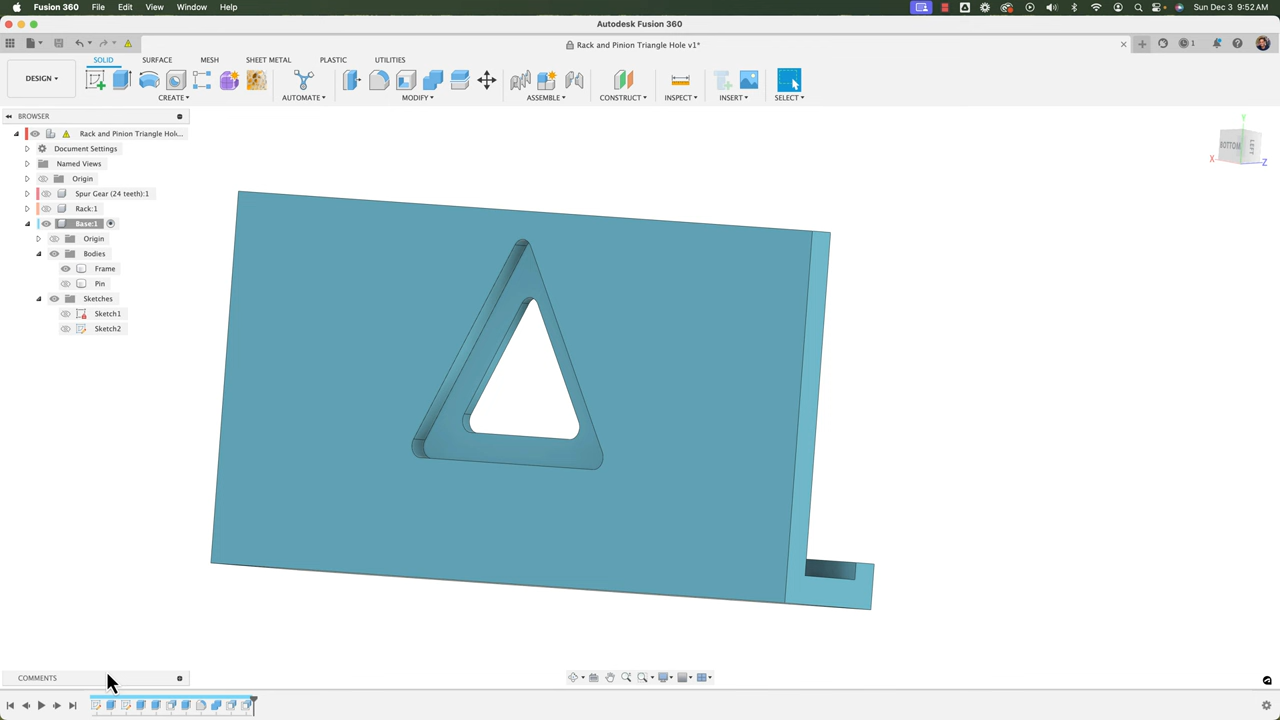 Fusion 360 File Edit View Window Help Sun Dec 3 9:52 AM
Autodesk Fusion 360
Rack and Pinion Triangle Hole v1* 1
SOLID SURFACE MESH SHEET METAL PLASTIC UTILITIES
DESIGN
CREATE AUTOMATE MODIFY ASSEMBLE CONSTRUCT INSPECT INSERT SELECT
BROWSER
Rack and Pinion Triangle Hol...
Document Settings
Named Views
Origin
Spur Gear (24 teeth):1
Rack:1
Base:1
Origin
Bodies
Frame
Pin
Sketches
Sketch1
Sketch2
Y
BOTTOM LEFT
X Z
COMMENTS